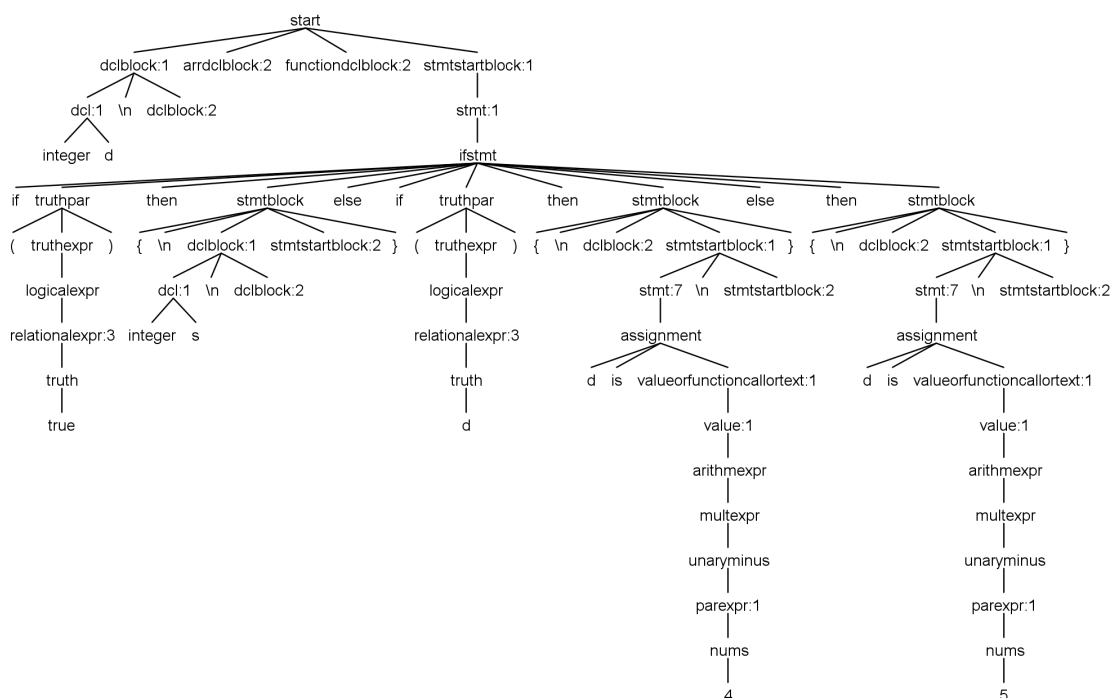 start
dclblock:1 arrdclblock:2 functiondclblock:2 stmtstartblock:1
dcl:1 \n dclblock:2 stmt:1
integer d ifstmt
if truthpar then stmtblock else if truthpar then stmtblock else then stmtblock
( truthexpr ) { \n dclblock:1 stmtstartblock:2 } ( truthexpr ) { \n dclblock:2 stmtstartblock:1 } { \n dclblock:2 stmtstartblock:1 }
logicalexpr dcl:1 \n dclblock:2 logicalexpr stmt:7 \n stmtstartblock:2 stmt:7 \n stmtstartblock:2
relationalexpr:3 integer s relationalexpr:3 assignment assignment
truth truth d is valueorfunctioncallortext:1 d is valueorfunctioncallortext:1
true d value:1 value:1
arithmexpr arithmexpr
multexpr multexpr
unaryminus unaryminus
parexpr:1 parexpr:1
nums nums
4 5